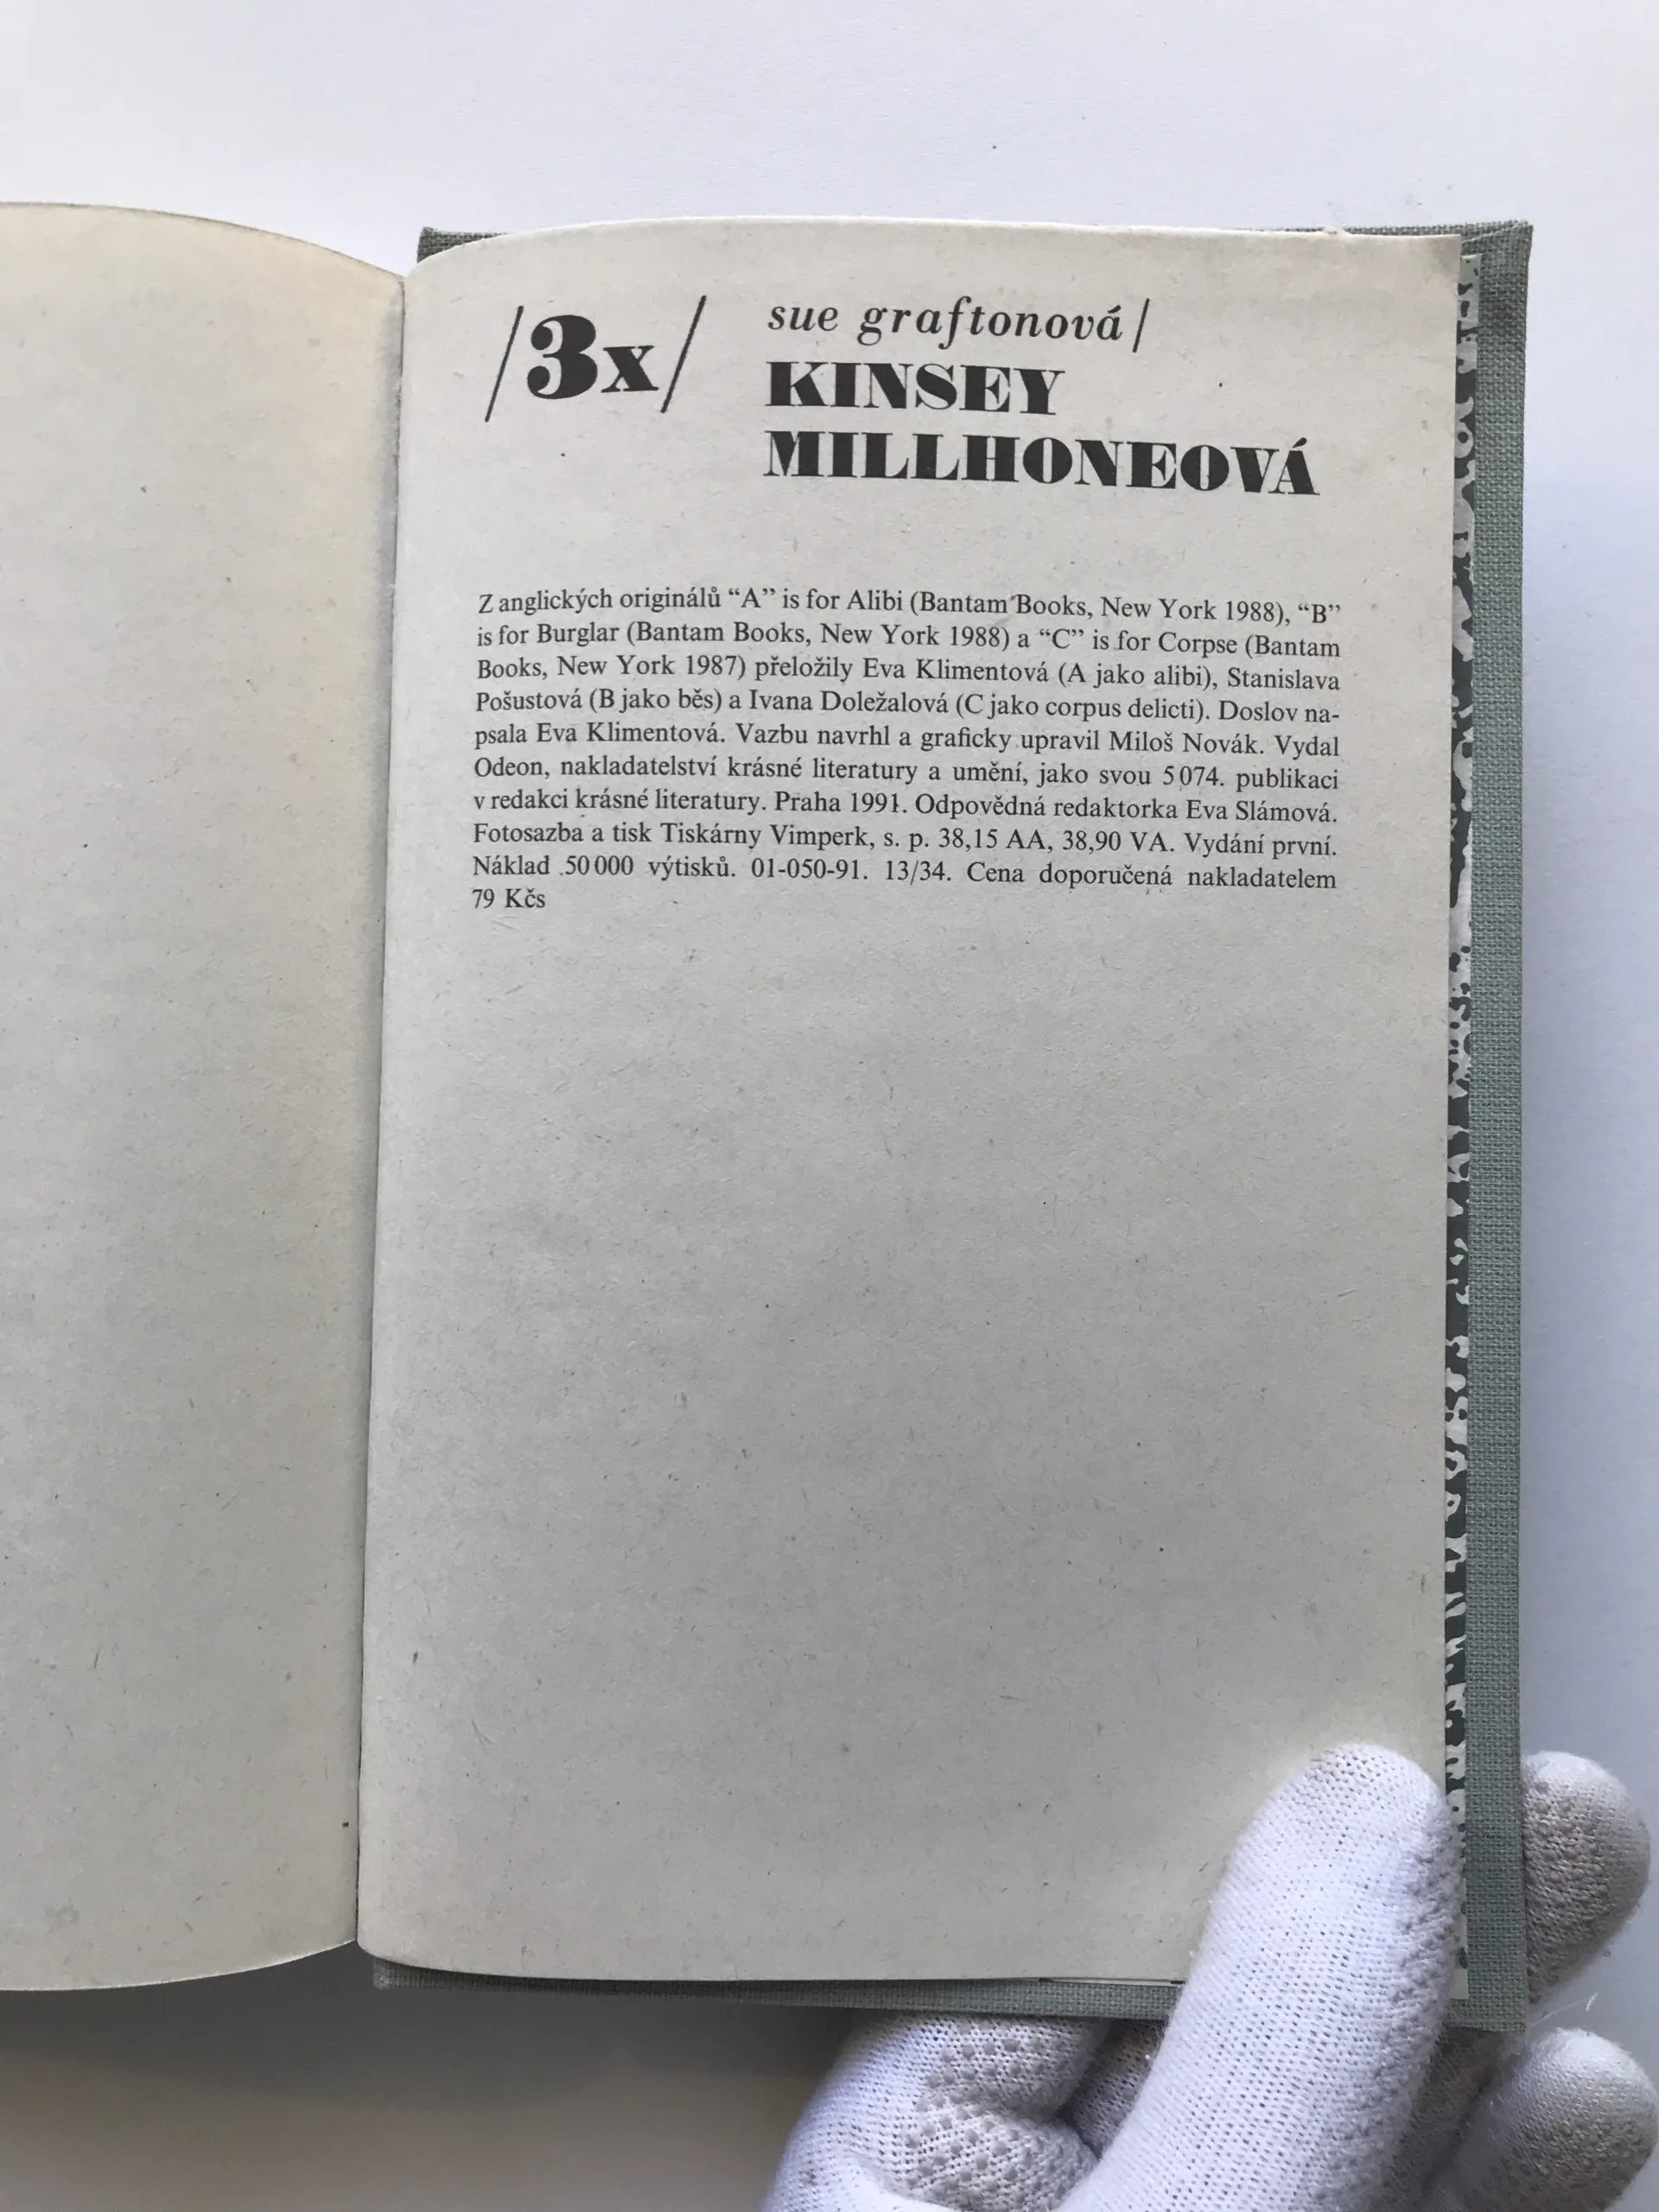 /3x/
sue graftonová/
KINSEY
MILLHONEOVÁ
Z anglických originálů “A” is for Alibi (Bantam Books, New York 1988), “B”
is for Burglar (Bantam Books, New York 1988) a “C” is for Corpse (Bantam
Books, New York 1987) přeložily Eva Klimentová (A jako alibi), Stanislava
Pošustová (B jako běs) a Ivana Doležalová (C jako corpus delicti). Doslov na-
psala Eva Klimentová. Vazbu navrhl a graficky upravil Miloš Novák. Vydal
Odeon, nakladatelství krásné literatury a umění, jako svou 5 074. publikaci
v redakci krásné literatury. Praha 1991. Odpovědná redaktorka Eva Slámová.
Fotosazba a tisk Tiskárny Vimperk, s. p. 38,15 AA, 38,90 VA. Vydání první.
Náklad 50 000 výtisků. 01-050-91. 13/34. Cena doporučená nakladatelem
79 Kčs